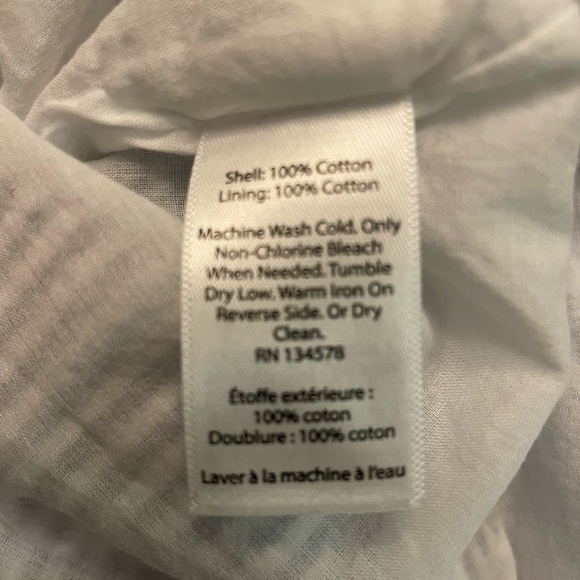 Shell: 100% Cotton
Lining: 100% Cotton
Machine Wash Cold. Only
Non-Chlorine Bleach
When Needed. Tumble
Dry Low. Warm Iron On
Reverse Side. Or Dry
Clean.
RN 134578
Étoffe extérieure :
100% coton
Doublure : 100% coton
Laver à la machine à l'eau